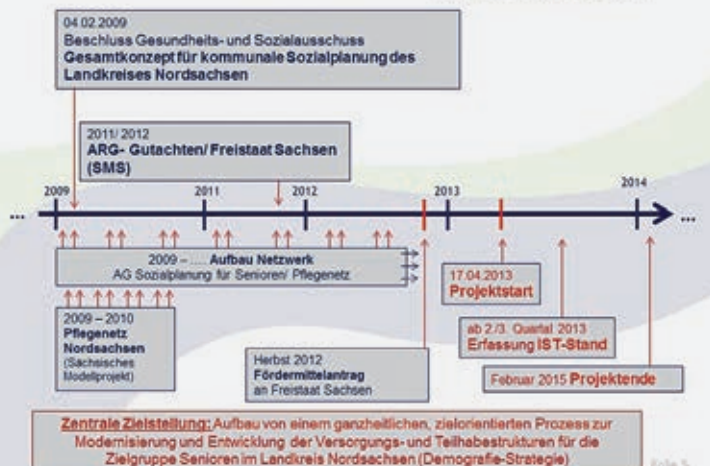 04.02.2009
Beschluss Gesundheits- und Sozialausschuss
Gesamtkonzept für kommunale Sozialplanung des
Landkreises Nordsachsen
2011/ 2012
ARG- Gutachten/ Freistaat Sachsen
(SMS)
2009
2011
2012
2013
2014
...
...
2009 – .... Aufbau Netzwerk
AG Sozialplanung für Senioren/ Pflegenetz
17.04.2013
Projektstart
2009 – 2010
Pflegenetz
Nordsachsen
(Sächsisches
Modellprojekt)
ab 2./3. Quartal 2013
Erfassung IST-Stand
Herbst 2012
Fördermittelantrag
an Freistaat Sachsen
Februar 2015 Projektende
Zentrale Zielstellung: Aufbau von einem ganzheitlichen, zielorientierten Prozess zur
Modernisierung und Entwicklung der Versorgungs- und Teilhabestrukturen für die
Zielgruppe Senioren im Landkreis Nordsachsen (Demografie-Strategie)